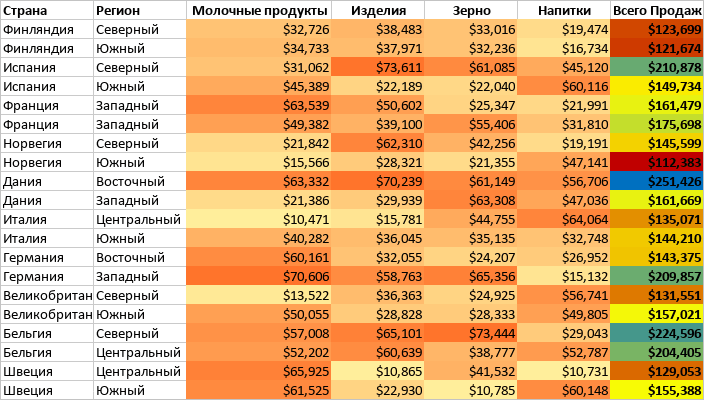 Страна Регион Молочные продукты Изделия Зерно Напитки Всего Продаж
Финляндия Северный $32,726 $38,483 $33,016 $19,474 $123,699
Финляндия Южный $34,733 $37,971 $32,236 $16,734 $121,674
Испания Северный $31,062 $73,611 $61,085 $45,120 $210,878
Испания Южный $45,389 $22,189 $22,040 $60,116 $149,734
Франция Западный $63,539 $50,602 $25,347 $21,991 $161,479
Франция Западный $49,382 $39,100 $55,406 $31,810 $175,698
Норвегия Северный $21,842 $62,310 $42,256 $19,191 $145,599
Норвегия Южный $15,566 $28,321 $21,355 $47,141 $112,383
Дания Восточный $63,332 $70,239 $61,149 $56,706 $251,426
Дания Западный $21,386 $29,939 $63,308 $47,036 $161,669
Италия Центральный $10,471 $15,781 $44,755 $64,064 $135,071
Италия Южный $40,282 $36,045 $35,135 $32,748 $144,210
Германия Восточный $60,161 $32,055 $24,207 $26,952 $143,375
Германия Западный $70,606 $58,763 $65,356 $15,132 $209,857
Великобритан Северный $13,522 $36,363 $24,925 $56,741 $131,551
Великобритан Южный $50,055 $28,828 $28,333 $49,805 $157,021
Бельгия Северный $57,008 $65,101 $73,444 $29,043 $224,596
Бельгия Центральный $52,202 $60,639 $38,777 $52,787 $204,405
Швеция Центральный $65,925 $10,865 $41,532 $10,731 $129,053
Швеция Южный $61,525 $22,930 $10,785 $60,148 $155,388